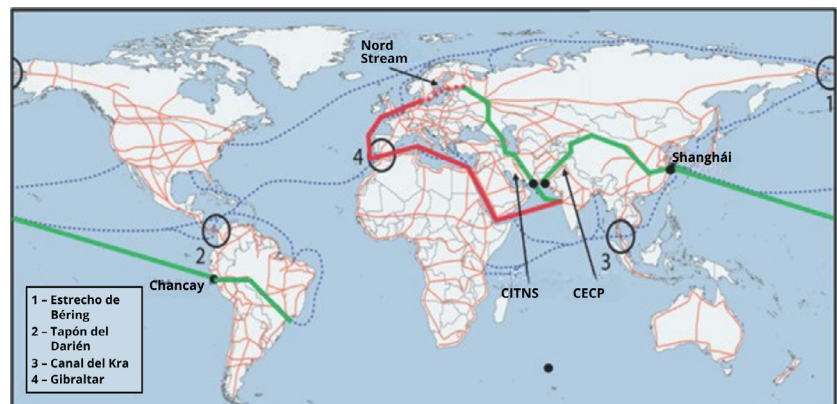 Nord
Stream
1
4
Shanghái
2
3
Chancay
CITNS
CECP
1 – Estrecho de
Béring
2 – Tapón del
Darién
3 – Canal del Kra
4 – Gibraltar